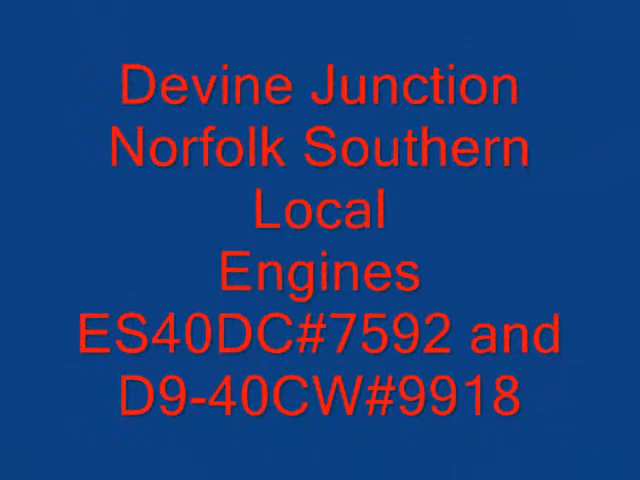 Devine Junction
Norfolk Southern
Local
Engines
ES40DC#7592 and
D9-40CW#9918